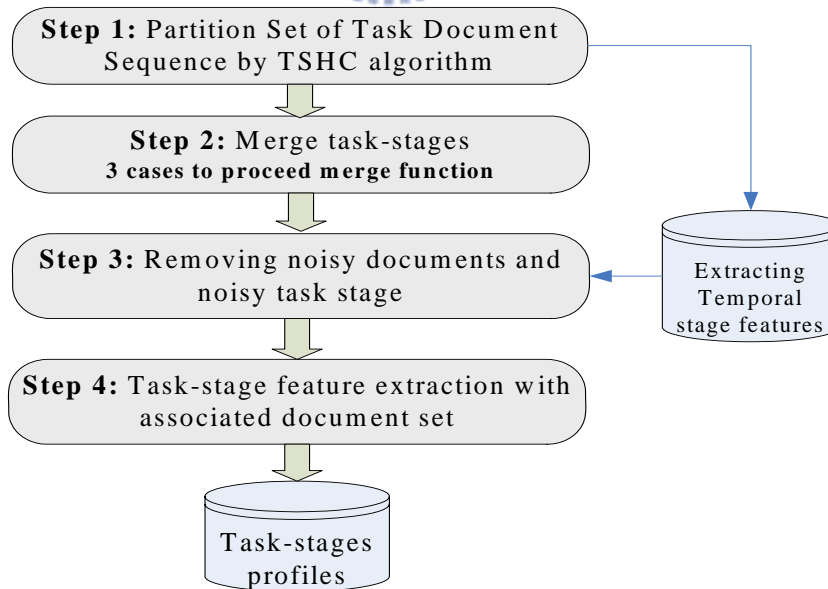 Step 1: Partition Set of Task Document
Sequence by TSHC algorithm
Step 2: Merge task-stages
3 cases to proceed merge function
Step 3: Removing noisy documents and
noisy task stage
Extracting
Temporal
stage features
Step 4: Task-stage feature extraction with
associated document set
Task-stages
profiles